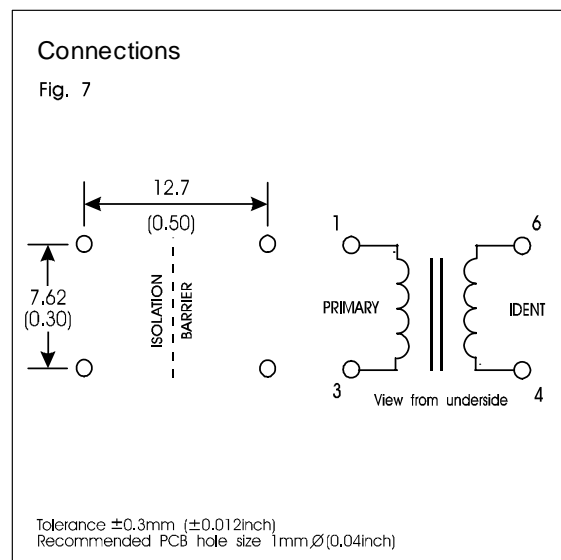 Connections
Fig. 7
12.7
(0.50)
7.62
(0.30)
ISOLATION
BARRIER
1
6
PRIMARY
IDENT
3
4
View from underside
Tolerance ±0.3mm (±0.012inch)
Recommended PCB hole size 1mmØ(0.04inch)